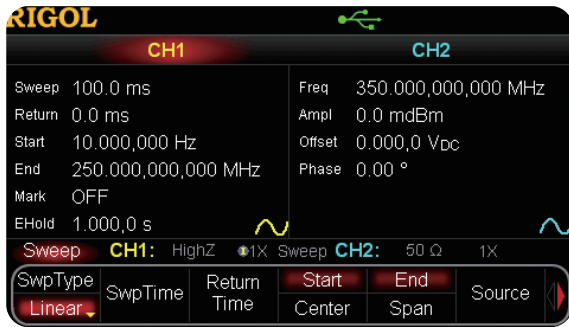 RIGOL
CH1 CH2
Sweep 100.0 ms
Return 0.0 ms
Start 10.000,000 Hz
End 250.000,000,000 MHz
Mark OFF
EHold 1.000,0 s
Freq 350.000,000,000 MHz
Ampl 0.0 mdBm
Offset 0.000,0 VDC
Phase 0.00 °
Sweep CH1: HighZ 1X Sweep CH2: 50 Ω 1X
SwpType Linear
SwpTime
Return Time
Start Center
End Span
Source